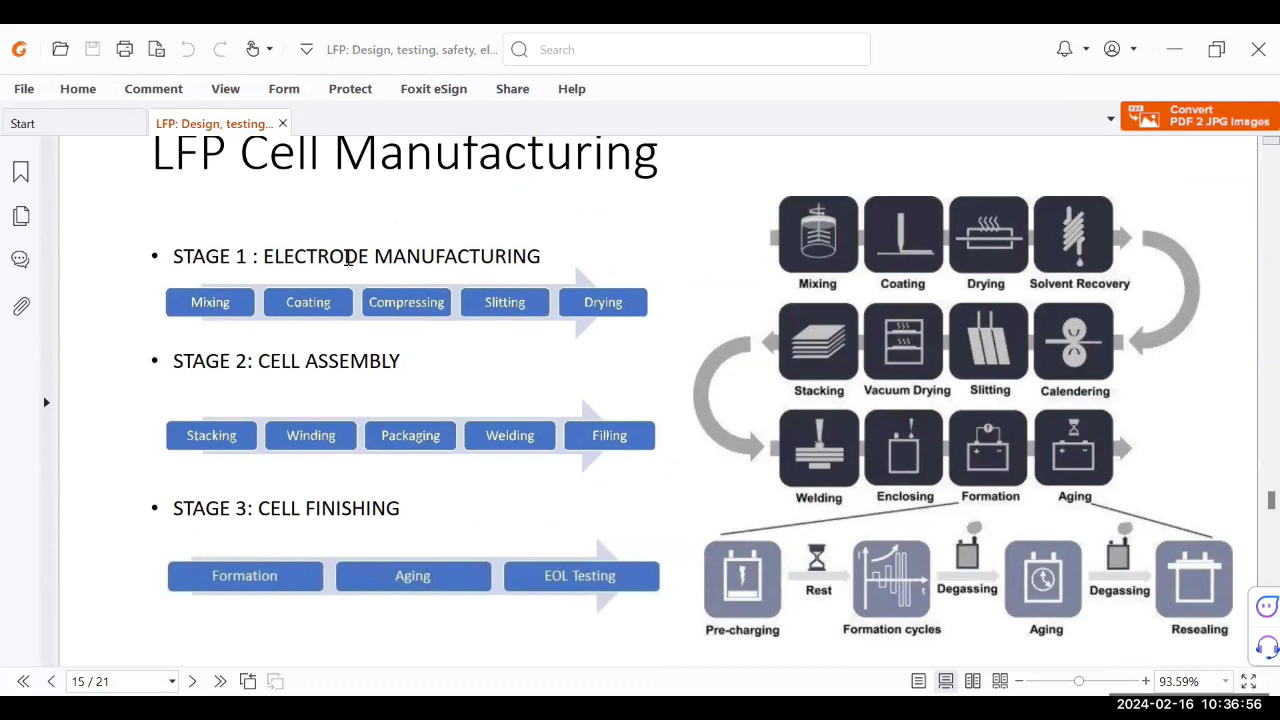 LFP: Design, testing, safety, el...
Search
File
Home
Comment
View
Form
Protect
Foxit eSign
Share
Help
Start
LFP: Design, testing...
Convert
PDF 2 JPG Images
LFP Cell Manufacturing
• STAGE 1 : ELECTRODE MANUFACTURING
Mixing
Coating
Compressing
Slitting
Drying
• STAGE 2: CELL ASSEMBLY
Stacking
Winding
Packaging
Welding
Filling
• STAGE 3: CELL FINISHING
Formation
Aging
EOL Testing
Mixing
Coating
Drying
Solvent Recovery
Stacking
Vacuum Drying
Slitting
Calendering
Welding
Enclosing
Formation
Aging
Rest
Degassing
Degassing
Pre-charging
Formation cycles
Aging
Resealing
15 / 21
93.59%
2024-02-16 10:36:56